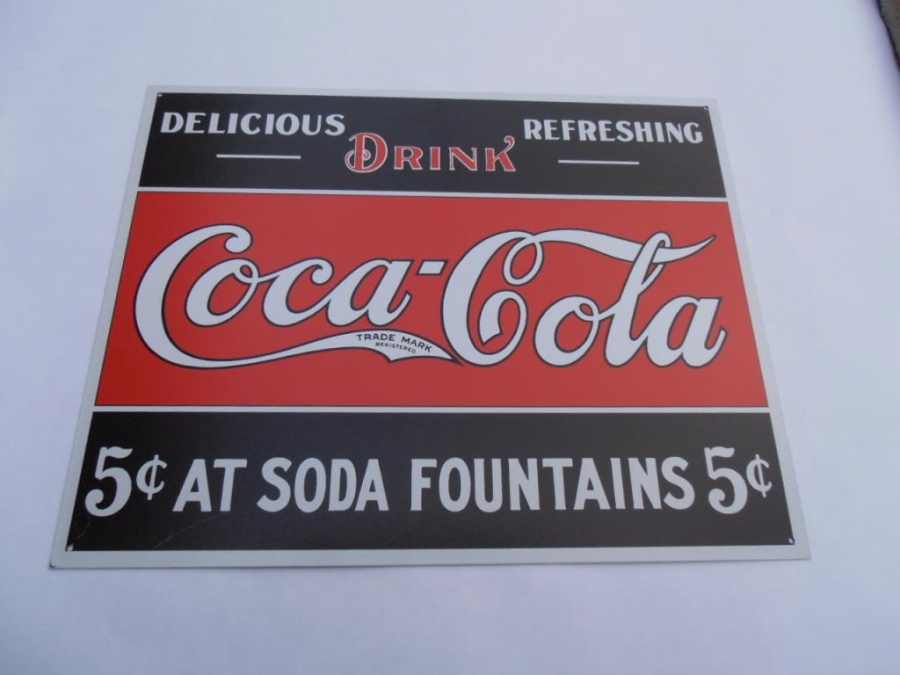 DELICIOUS DRINK REFRESHING
Coca-Cola
TRADE MARK
REGISTERED
5¢ AT SODA FOUNTAINS 5¢